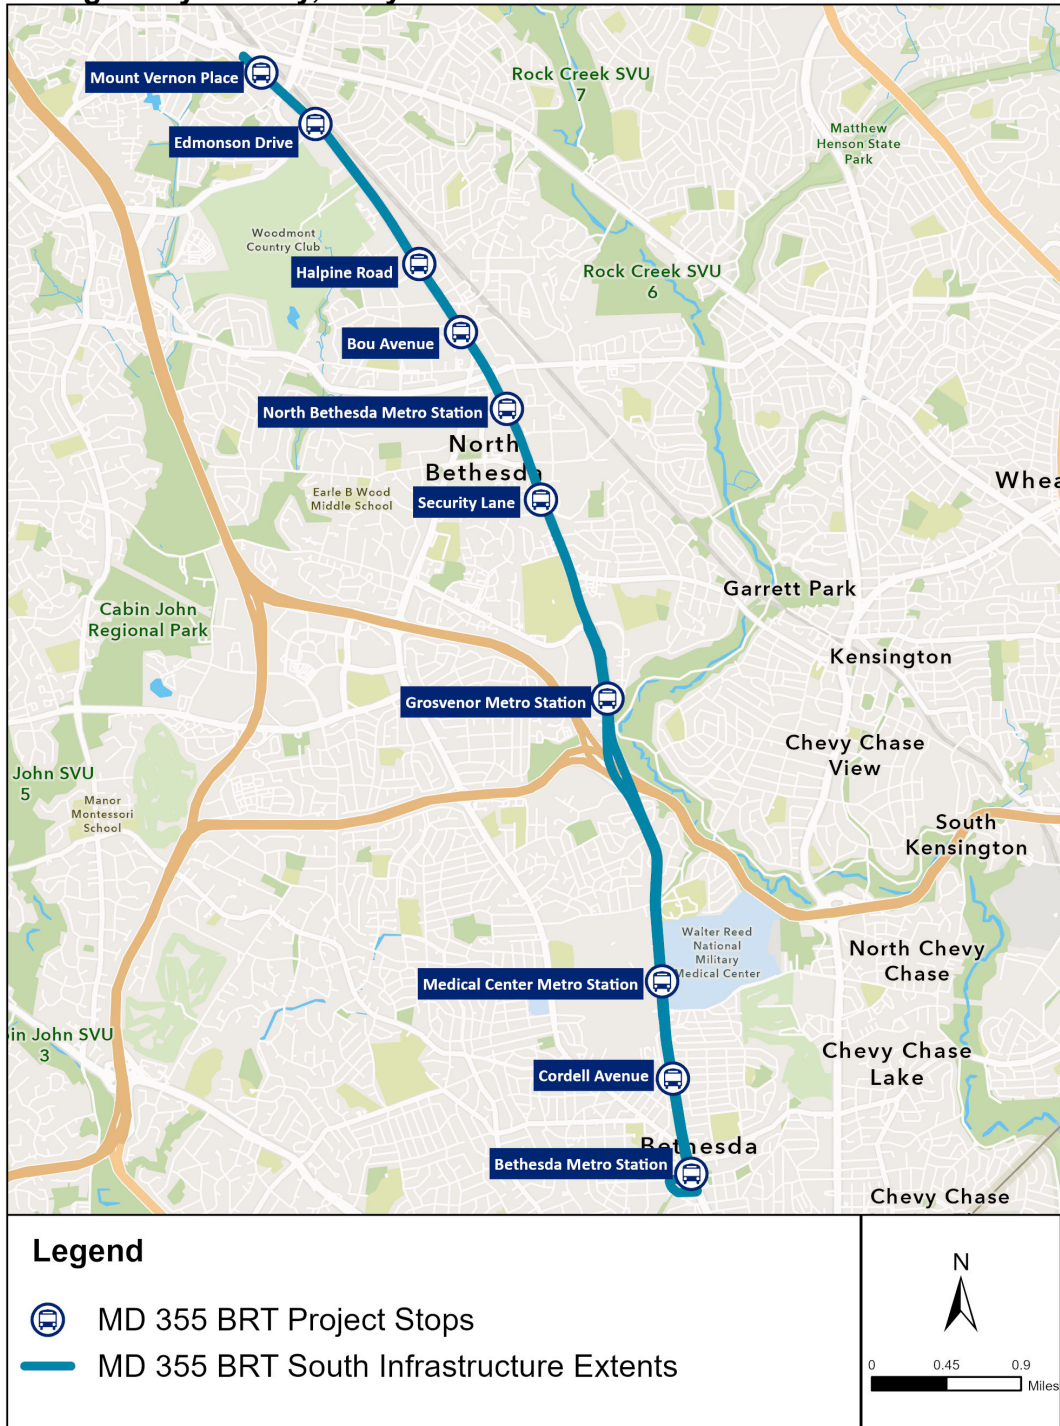 Mount Vernon Place
Rock Creek SVU
7
Edmonson Drive
Matthew
Henson State
Park
Woodmont
Country Club
Halpine Road
Rock Creek SVU
6
Bou Avenue
North Bethesda Metro Station
North
Bethesda
Earle B Wood
Middle School
Security Lane
Garrett Park
Cabin John
Regional Park
Kensington
Grosvenor Metro Station
Chevy Chase
View
John SVU
5
Manor
Montessori
School
South
Kensington
Walter Reed
National
Military
Medical Center
North Chevy
Chase
Medical Center Metro Station
John SVU
3
Chevy Chase
Lake
Cordell Avenue
Bethesda
Bethesda Metro Station
Chevy Chase
Legend
N
MD 355 BRT Project Stops
MD 355 BRT South Infrastructure Extents
0 0.45 0.9
Miles